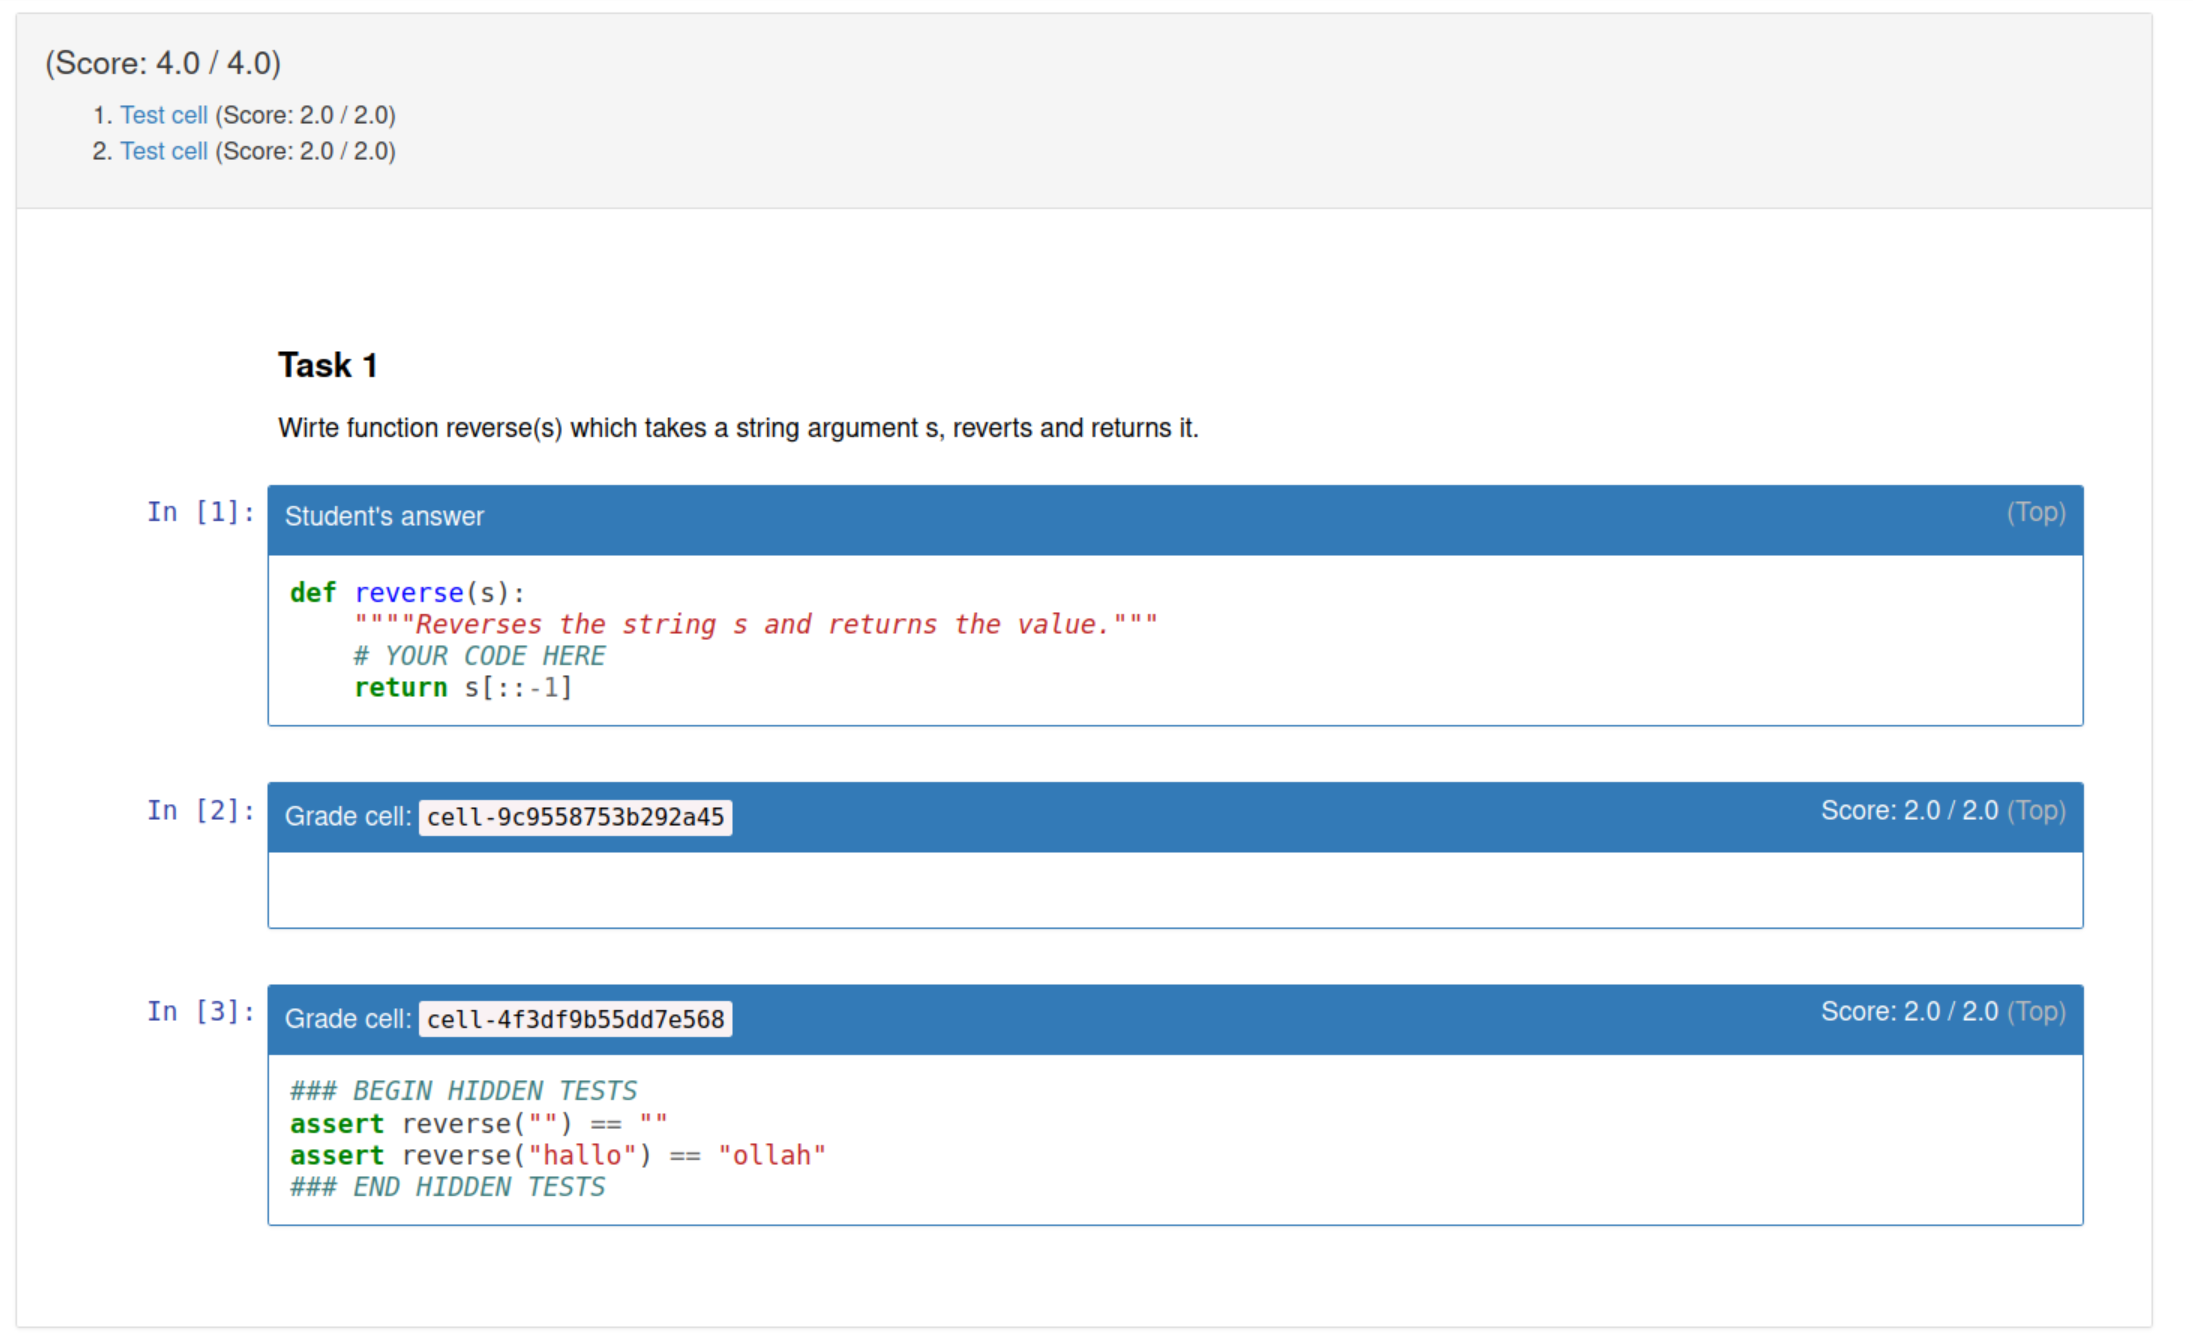 (Score: 4.0 / 4.0)
1. Test cell (Score: 2.0 / 2.0)
2. Test cell (Score: 2.0 / 2.0)
Task 1
Wirte function reverse(s) which takes a string argument s, reverts and returns it.
In [1]: Student's answer (Top)
def reverse(s):
    """"Reverses the string s and returns the value."""
    # YOUR CODE HERE
    return s[::-1]
In [2]: Grade cell: cell-9c9558753b292a45 Score: 2.0 / 2.0 (Top)
In [3]: Grade cell: cell-4f3df9b55dd7e568 Score: 2.0 / 2.0 (Top)
### BEGIN HIDDEN TESTS
assert reverse("") == ""
assert reverse("hallo") == "ollah"
### END HIDDEN TESTS